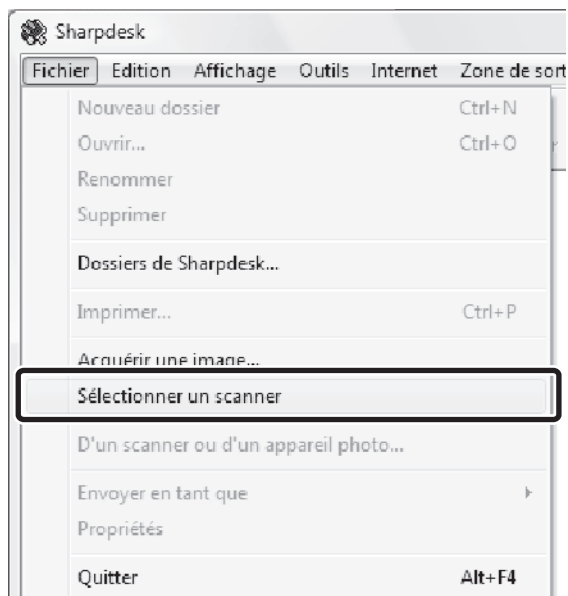 Sharpdesk
Fichier Edition Affichage Outils Internet Zone de sort
Nouveau dossier Ctrl+N
Ouvrir... Ctrl+O
Renommer
Supprimer
Dossiers de Sharpdesk...
Imprimer... Ctrl+P
Acquérir une image...
Sélectionner un scanner
D'un scanner ou d'un appareil photo...
Envoyer en tant que
Propriétés
Quitter Alt+F4